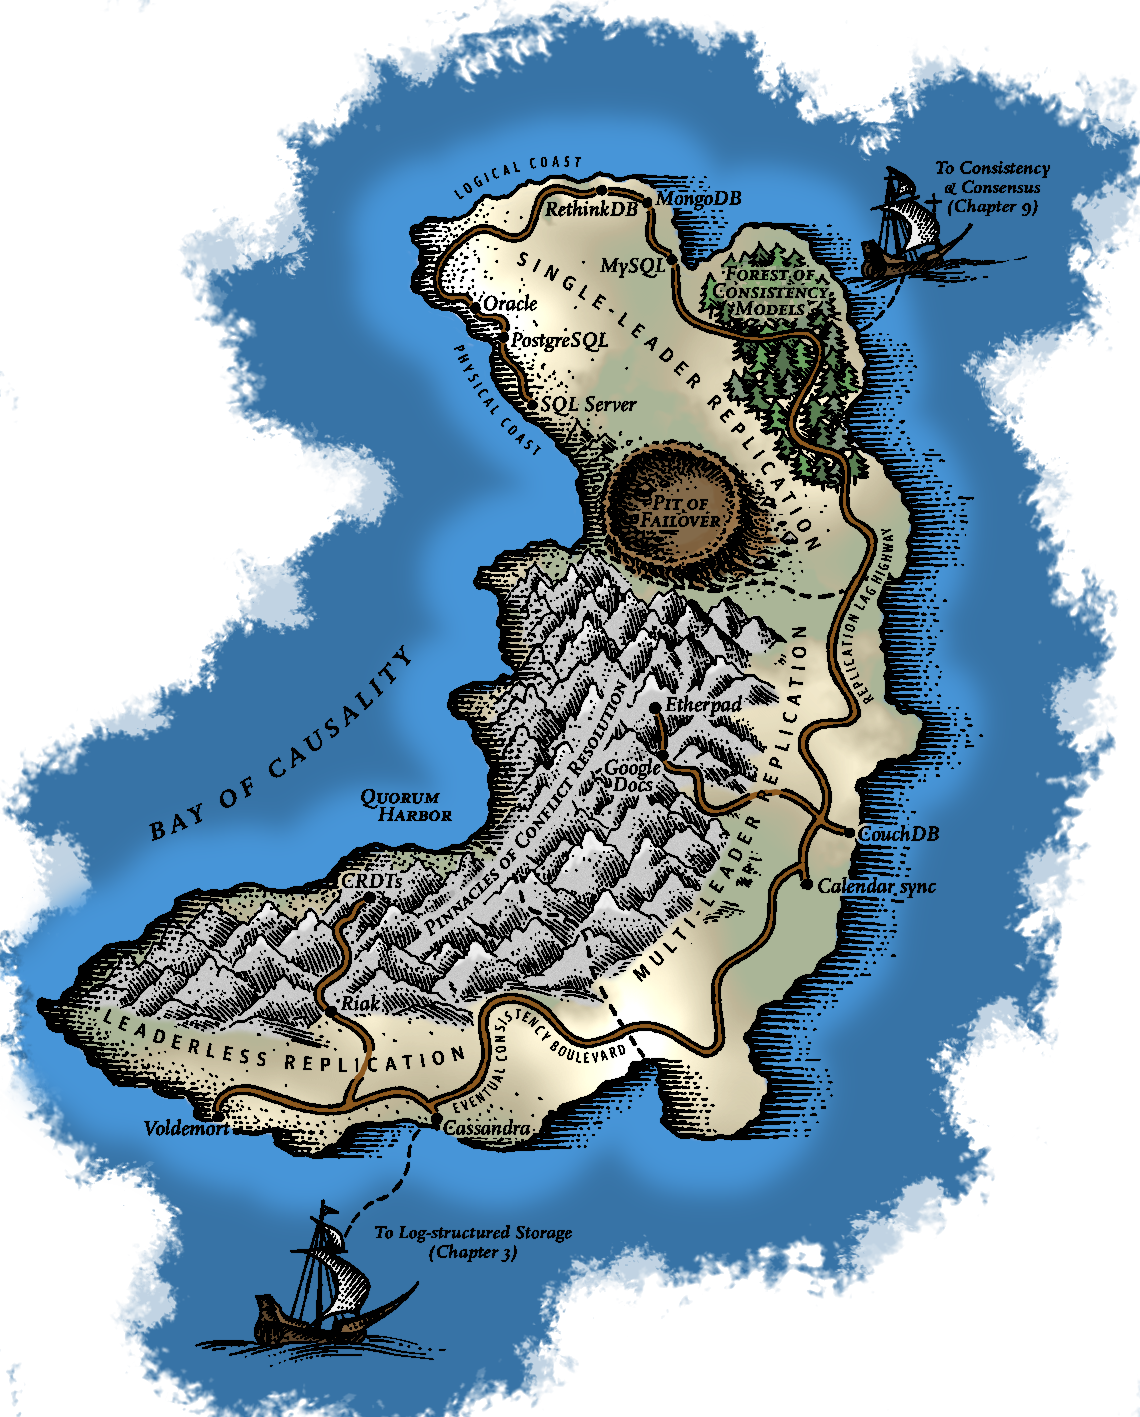 LOGICAL COAST
To Consistency
& Consensus
(Chapter 9)
RethinkDB
MongoDB
MySQL
FOREST OF
CONSISTENCY
MODELS
Oracle
PostgreSQL
SINGLE-LEADER REPLICATION
PHYSICAL COAST
SQL Server
PIT OF
FAILOVER
REPLICATION LAG HIGHWAY
BAY OF CAUSALITY
Etherpad
Google
Docs
PINNACLES OF CONFLICT RESOLUTION
MULTI-LEADER REPLICATION
QUORUM
HARBOR
CouchDB
CRDTs
Calendar sync
Riak
LEADERLESS REPLICATION
EVENTUAL CONSISTENCY BOULEVARD
Voldemort
Cassandra
To Log-structured Storage
(Chapter 3)